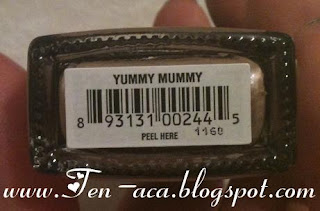 YUMMY MUMMY
8 93131 00244 5
PEEL HERE 1160
www.Ten-aca.blogspot.com